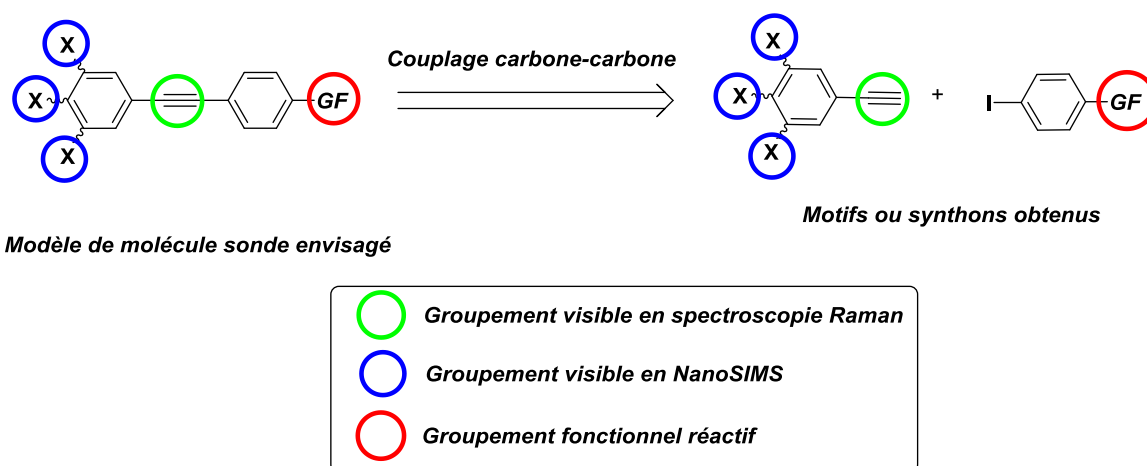 X
X
X
GF
Couplage carbone-carbone
X
X
X
+
I
GF
Modèle de molécule sonde envisagé
Motifs ou synthons obtenus
Groupement visible en spectroscopie Raman
Groupement visible en NanoSIMS
Groupement fonctionnel réactif